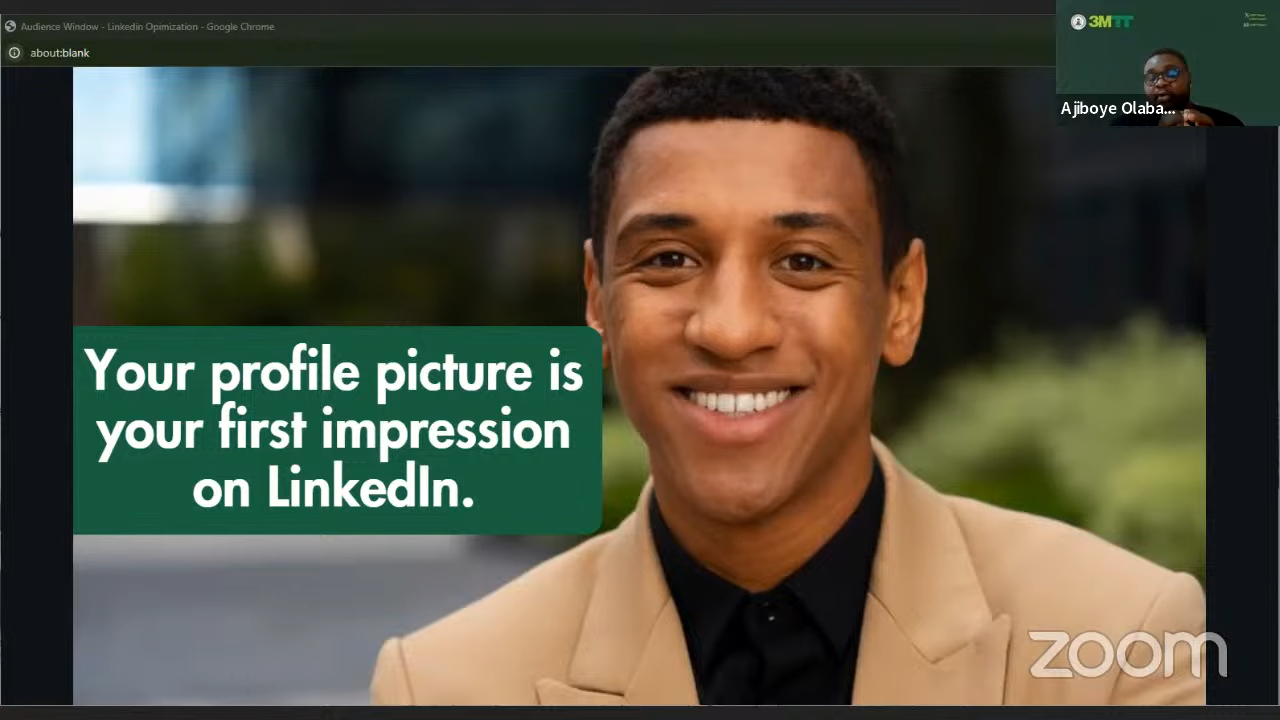 Audience Window - Linkedin Opimization - Google Chrome
about:blank
3MTT
Ajiboye Olaba...
Your profile picture is
your first impression
on LinkedIn.
zoom